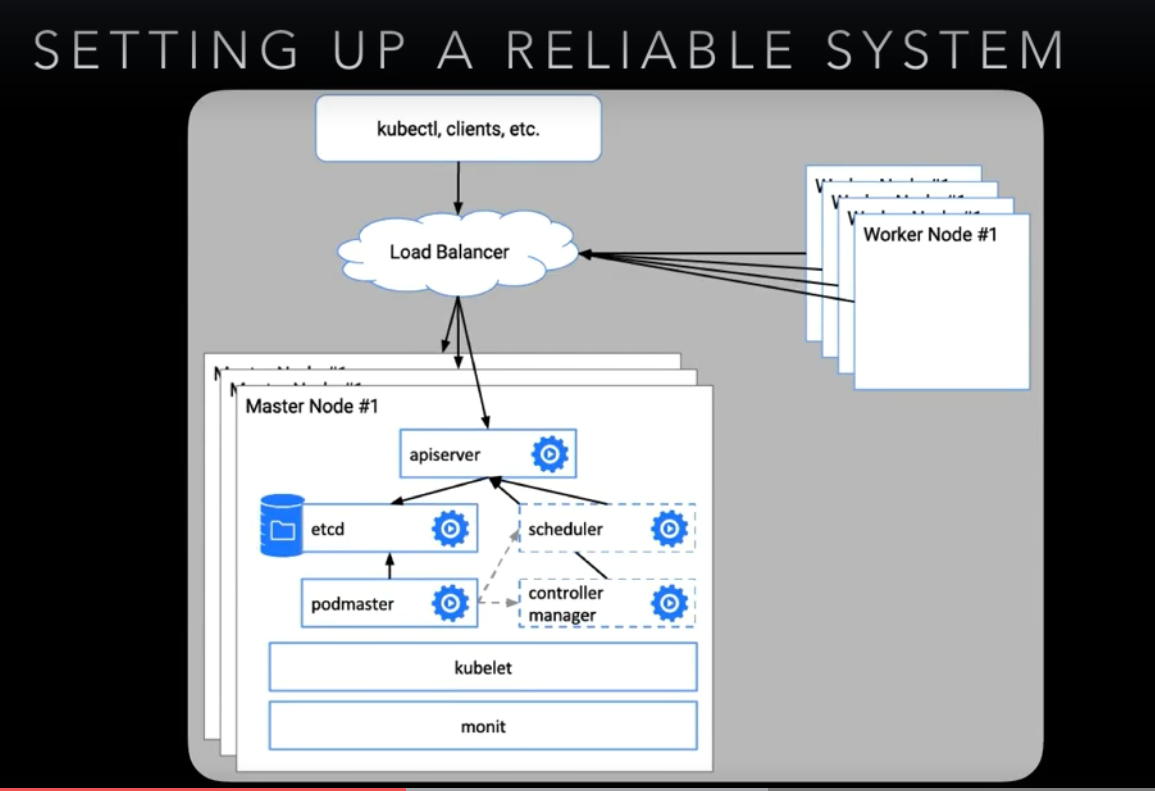 SETTING UP A RELIABLE SYSTEM
kubectl, clients, etc.
Load Balancer
Worker Node #1
Master Node #1
apiserver
etcd
scheduler
podmaster
controller
manager
kubelet
monit